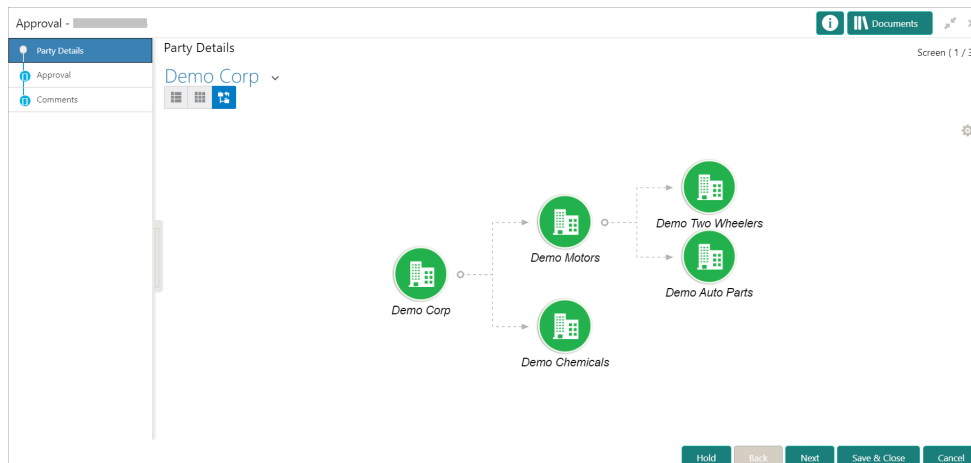 Approval -
Documents
Party Details
Approval
Comments
Party Details
Screen ( 1 / 3
Demo Corp
Demo Two Wheelers
Demo Motors
Demo Auto Parts
Demo Corp
Demo Chemicals
Hold Back Next Save & Close Cancel